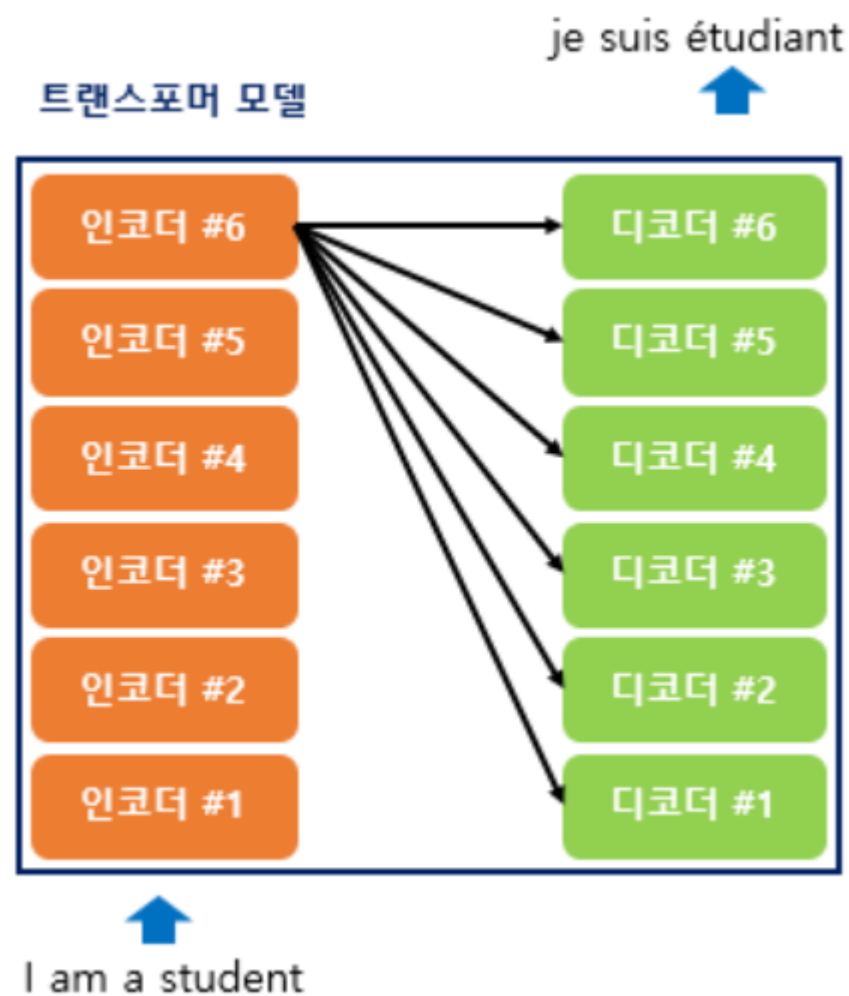 je suis étudiant
트랜스포머 모델
인코더 #6
디코더 #6
인코더 #5
디코더 #5
인코더 #4
디코더 #4
인코더 #3
디코더 #3
인코더 #2
디코더 #2
인코더 #1
디코더 #1
I am a student